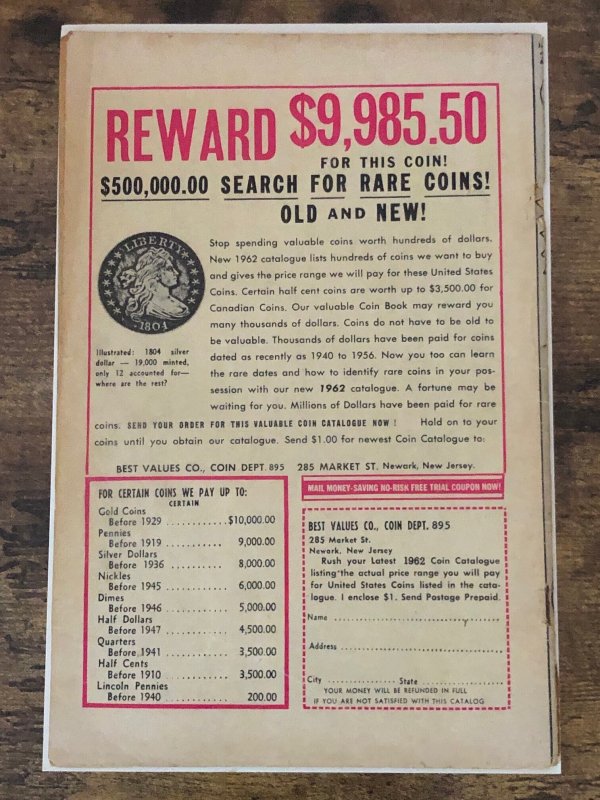 REWARD $9,985.50
FOR THIS COIN!
$500,000.00 SEARCH FOR RARE COINS!
OLD AND NEW!
LIBERTY
1804
Illustrated: 1804 silver
dollar — 19,000 minted,
only 12 accounted for—
where are the rest?
Stop spending valuable coins worth hundreds of dollars.
New 1962 catalogue lists hundreds of coins we want to buy
and gives the price range we will pay for these United States
Coins. Certain half cent coins are worth up to $3,500.00 for
Canadian Coins. Our valuable Coin Book may reward you
many thousands of dollars. Coins do not have to be old to
be valuable. Thousands of dollars have been paid for coins
dated as recently as 1940 to 1956. Now you too can learn
the rare dates and how to identify rare coins in your pos-
session with our new 1962 catalogue. A fortune may be
waiting for you. Millions of Dollars have been paid for rare
coins. SEND YOUR ORDER FOR THIS VALUABLE COIN CATALOGUE NOW ! Hold on to your
coins until you obtain our catalogue. Send $1.00 for newest Coin Catalogue to:
BEST VALUES CO., COIN DEPT. 895 285 MARKET ST. Newark, New Jersey.
FOR CERTAIN COINS WE PAY UP TO:
CERTAIN
Gold Coins
Before 1929 ............ $10,000.00
Pennies
Before 1919 ............ 9,000.00
Silver Dollars
Before 1936 ............ 8,000.00
Nickles
Before 1945 ............ 6,000.00
Dimes
Before 1946 ............ 5,000.00
Half Dollars
Before 1947 ............ 4,500.00
Quarters
Before 1941 ............ 3,500.00
Half Cents
Before 1910 ............ 3,500.00
Lincoln Pennies
Before 1940 ............ 200.00
MAIL MONEY-SAVING NO-RISK FREE TRIAL COUPON NOW!
BEST VALUES CO., COIN DEPT. 895
285 Market St.
Newark, New Jersey
Rush your Latest 1962 Coin Catalogue
listing the actual price range you will pay
for United States Coins listed in the cata-
logue. I enclose $1. Send Postage Prepaid.
Name ............
Address ............
City ............ State ............
YOUR MONEY WILL BE REFUNDED IN FULL
IF YOU ARE NOT SATISFIED WITH THIS CATALOG